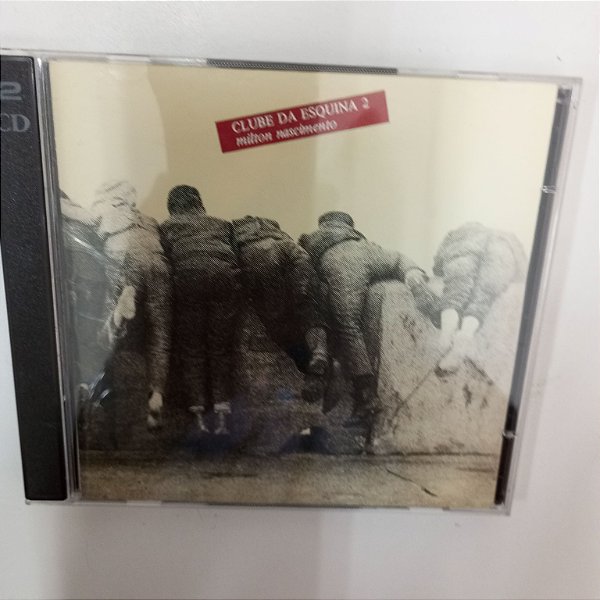 2
CD
CLUBE DA ESQUINA 2
milton nascimento